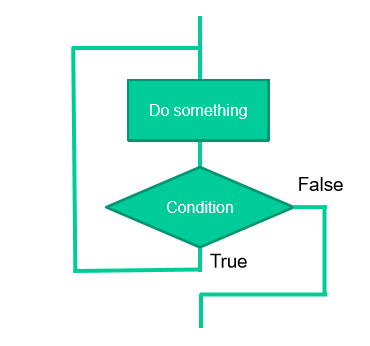 Do something
Condition
False
True